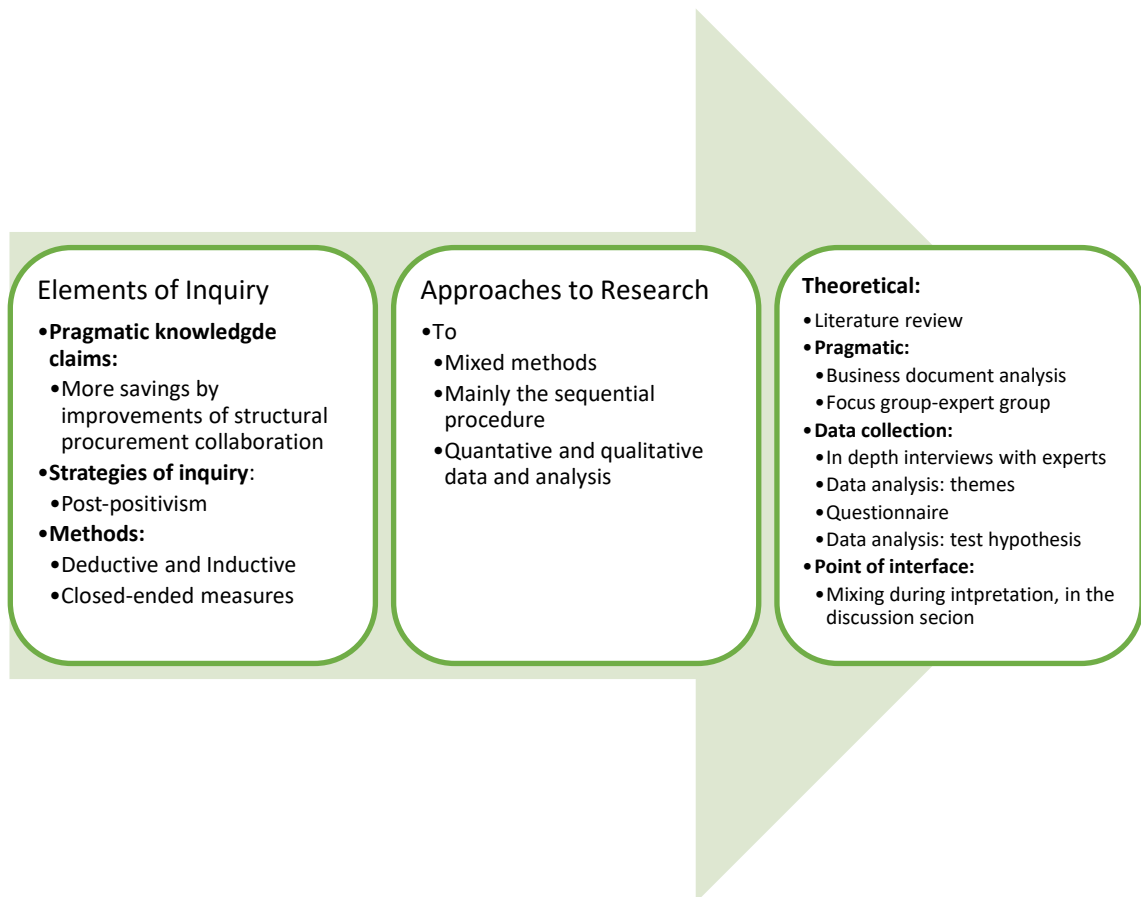 Elements of Inquiry
•Pragmatic knowledgde
claims:
•More savings by
improvements of structural
procurement collaboration
•Strategies of inquiry:
•Post-positivism
•Methods:
•Deductive and Inductive
•Closed-ended measures
Approaches to Research
•To
•Mixed methods
•Mainly the sequential
procedure
•Quantative and qualitative
data and analysis
Theoretical:
•Literature review
•Pragmatic:
•Business document analysis
•Focus group-expert group
•Data collection:
•In depth interviews with experts
•Data analysis: themes
•Questionnaire
•Data analysis: test hypothesis
•Point of interface:
•Mixing during intpretation, in the
discussion secion